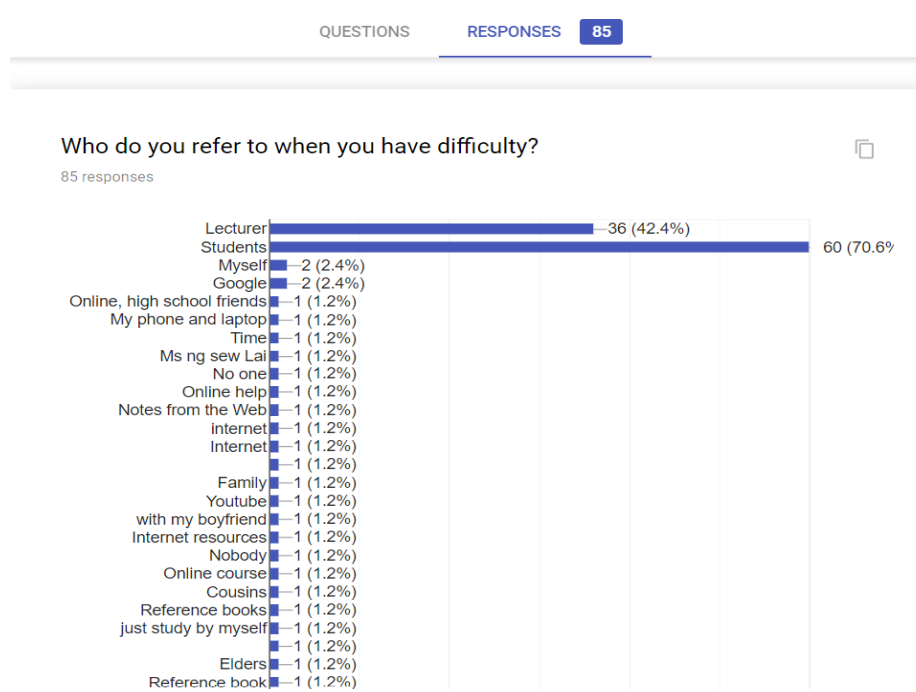 QUESTIONS RESPONSES 85
Who do you refer to when you have difficulty?
85 responses
Lecturer 36 (42.4%)
Students 60 (70.6%
Myself 2 (2.4%)
Google 2 (2.4%)
Online, high school friends 1 (1.2%)
My phone and laptop 1 (1.2%)
Time 1 (1.2%)
Ms ng sew Lai 1 (1.2%)
No one 1 (1.2%)
Online help 1 (1.2%)
Notes from the Web 1 (1.2%)
internet 1 (1.2%)
Internet 1 (1.2%)
1 (1.2%)
Family 1 (1.2%)
Youtube 1 (1.2%)
with my boyfriend 1 (1.2%)
Internet resources 1 (1.2%)
Nobody 1 (1.2%)
Online course 1 (1.2%)
Cousins 1 (1.2%)
Reference books 1 (1.2%)
just study by myself 1 (1.2%)
1 (1.2%)
Elders 1 (1.2%)
Reference book 1 (1.2%)